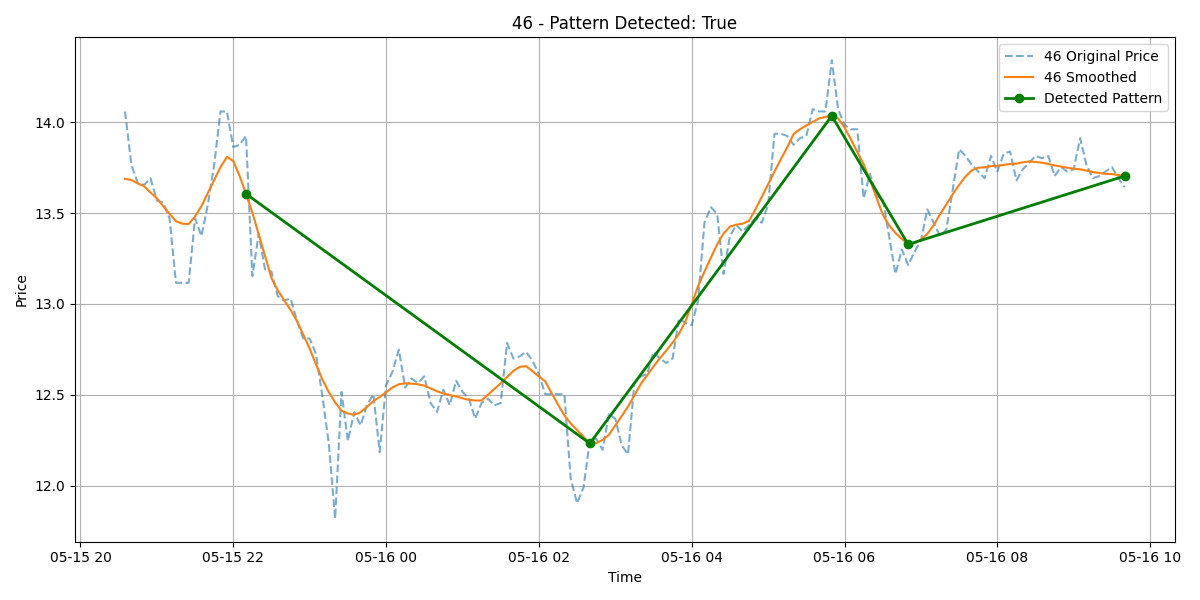 46 - Pattern Detected: True
46 Original Price
46 Smoothed
Detected Pattern
Price
14.0
13.5
13.0
12.5
12.0
05-15 20
05-15 22
05-16 00
05-16 02
05-16 04
05-16 06
05-16 08
05-16 10
Time